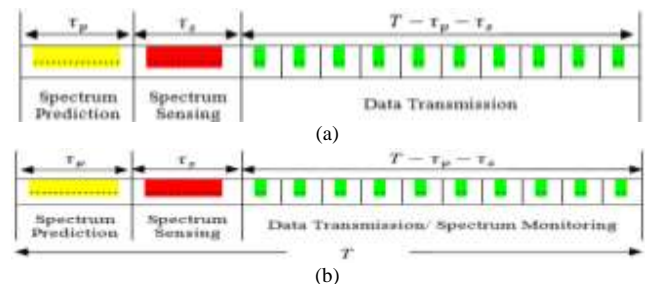 τₚ τₛ T − τₚ − τₛ
Spectrum Prediction Spectrum Sensing Data Transmission
(a)
τₚ τₛ T − τₚ − τₛ
Spectrum Prediction Spectrum Sensing Data Transmission/ Spectrum Monitoring
T
(b)